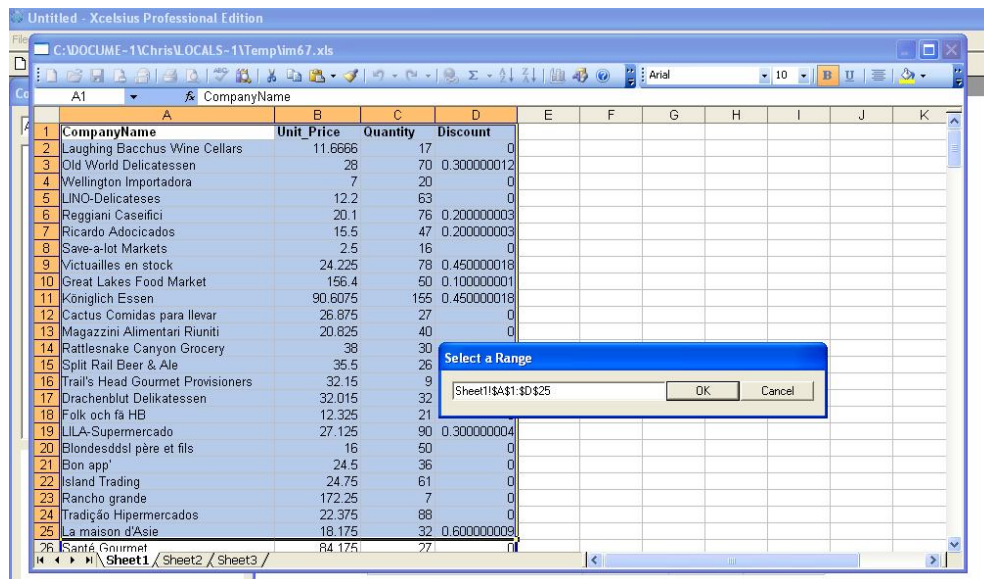 Untitled - Xcelsius Professional Edition
File
C:\DOCUME~1\Chris\LOCALS~1\Temp\im67.xls
Arial 10 B U
A1 fx CompanyName
A B C D E F G H I J K
1 CompanyName Unit_Price Quantity Discount
2 Laughing Bacchus Wine Cellars 11.6666 17 0
3 Old World Delicatessen 28 70 0.300000012
4 Wellington Importadora 7 20 0
5 LINO-Delicateses 12.2 63 0
6 Reggiani Caseifici 20.1 76 0.200000003
7 Ricardo Adocicados 15.5 47 0.200000003
8 Save-a-lot Markets 2.5 16 0
9 Victuailles en stock 24.225 78 0.450000018
10 Great Lakes Food Market 156.4 50 0.100000001
11 Königlich Essen 90.6075 155 0.450000018
12 Cactus Comidas para llevar 26.875 27 0
13 Magazzini Alimentari Riuniti 20.825 40 0
14 Rattlesnake Canyon Grocery 38 30
15 Split Rail Beer & Ale 35.5 26
16 Trail's Head Gourmet Provisioners 32.15 9
17 Drachenblut Delikatessen 32.015 32
18 Folk och fä HB 12.325 21
19 LILA-Supermercado 27.125 90 0.300000004
20 Blondesddsl père et fils 16 50 0
21 Bon app' 24.5 36 0
22 Island Trading 24.75 61 0
23 Rancho grande 172.25 7 0
24 Tradição Hipermercados 22.375 88 0
25 La maison d'Asie 18.175 32 0.600000009
26 Santé Gourmet 84.175 27 0
Select a Range
Sheet1!$A$1:$D$25 OK Cancel
Sheet1 Sheet2 Sheet3